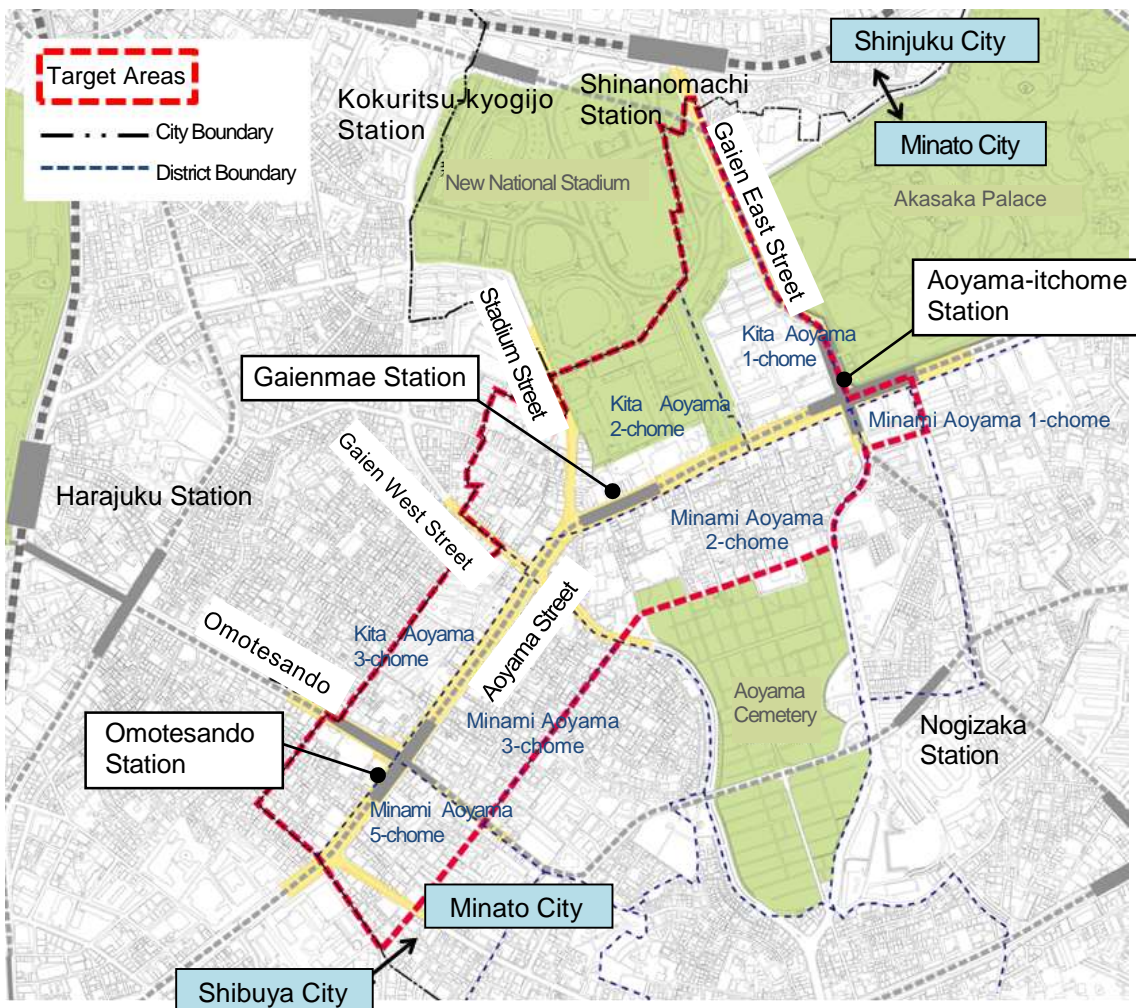 Target Areas
City Boundary
District Boundary
Kokuritsu-kyogijo
Station
Shinanomachi
Station
Shinjuku City
Minato City
New National Stadium
Gaien East Street
Akasaka Palace
Aoyama-itchome
Station
Stadium Street
Kita Aoyama
1-chome
Gaienmae Station
Kita Aoyama
2-chome
Minami Aoyama 1-chome
Gaien West Street
Harajuku Station
Minami Aoyama
2-chome
Aoyama Street
Omotesando
Kita Aoyama
3-chome
Aoyama
Cemetery
Minami Aoyama
3-chome
Nogizaka
Station
Omotesando
Station
Minami Aoyama
5-chome
Minato City
Shibuya City